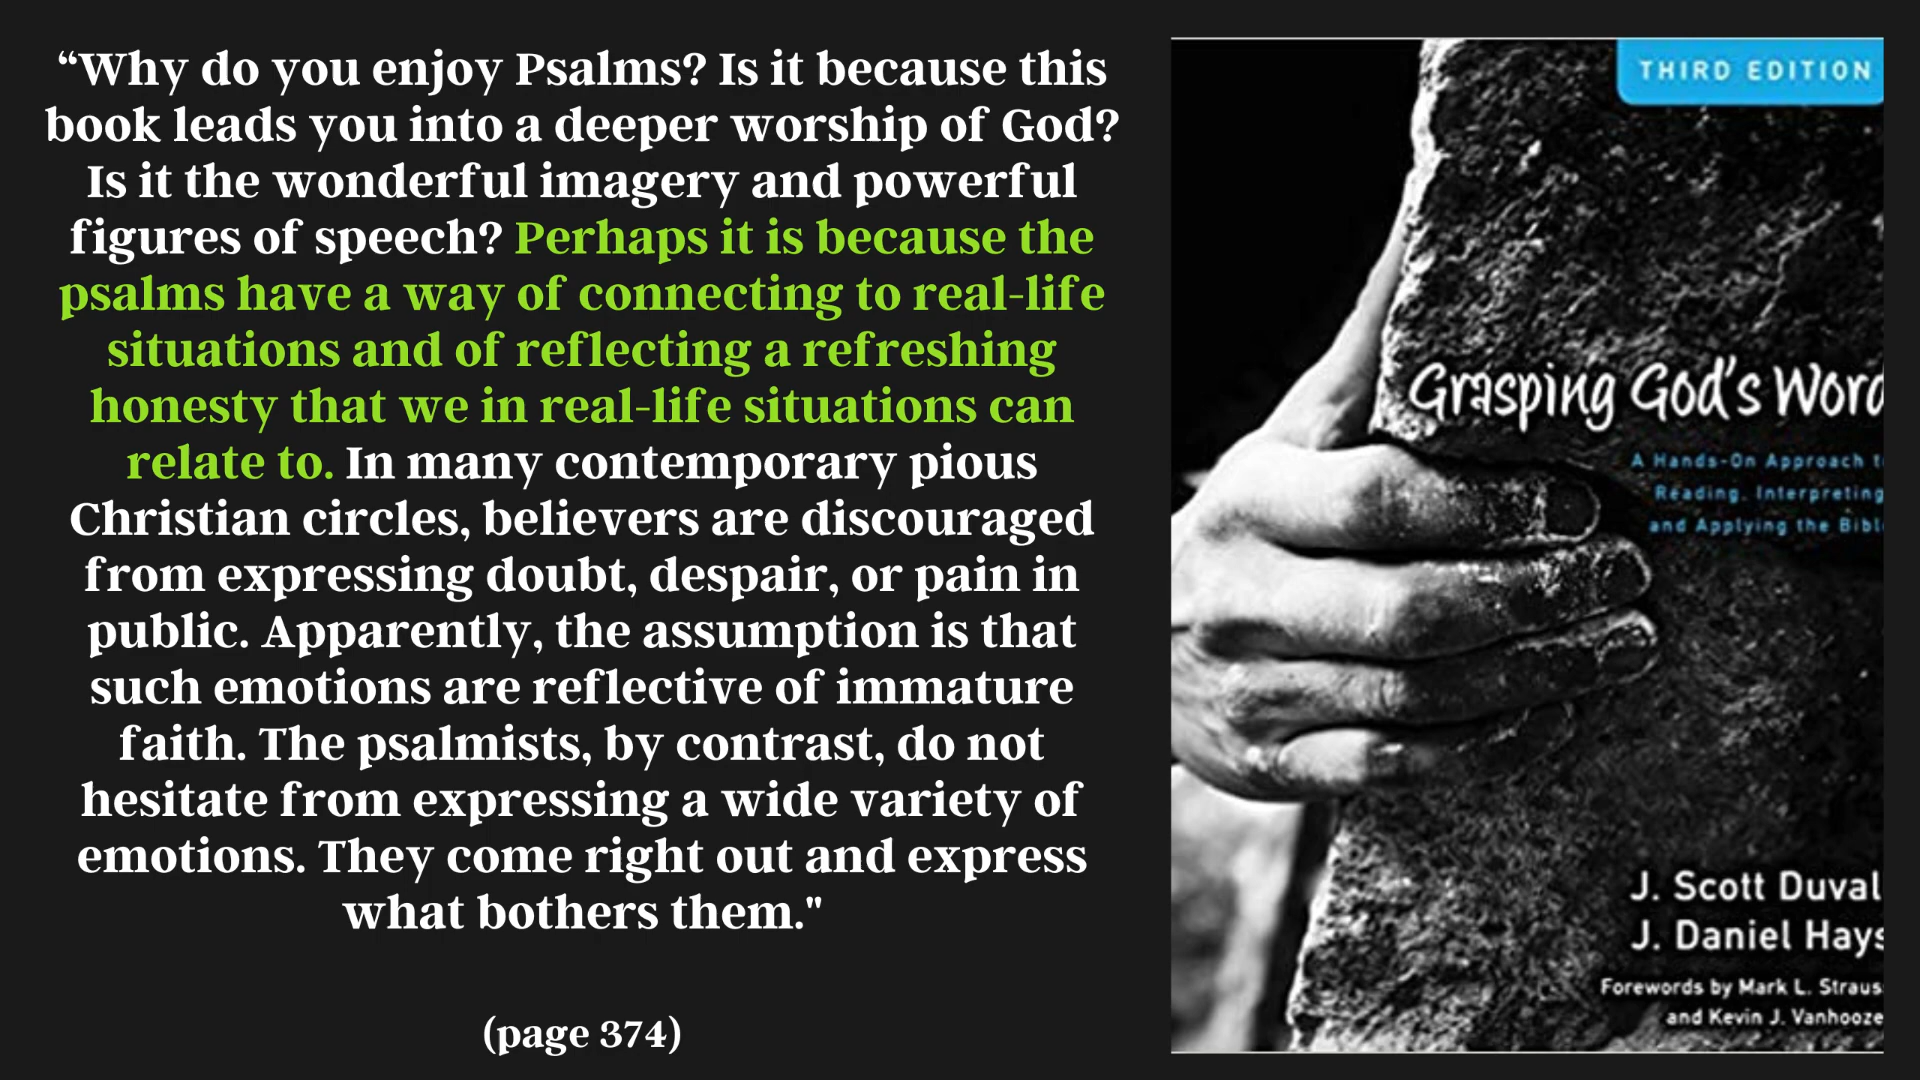 “Why do you enjoy Psalms? Is it because this
book leads you into a deeper worship of God?
Is it the wonderful imagery and powerful
figures of speech? Perhaps it is because the
psalms have a way of connecting to real-life
situations and of reflecting a refreshing
honesty that we in real-life situations can
relate to. In many contemporary pious
Christian circles, believers are discouraged
from expressing doubt, despair, or pain in
public. Apparently, the assumption is that
such emotions are reflective of immature
faith. The psalmists, by contrast, do not
hesitate from expressing a wide variety of
emotions. They come right out and express
what bothers them."
(page 374)
THIRD EDITION
Grasping God's Word
A Hands-On Approach t
Reading, Interpreting
and Applying the Bibl
J. Scott Duval
J. Daniel Hays
Forewords by Mark L. Straus
and Kevin J. Vanhooze